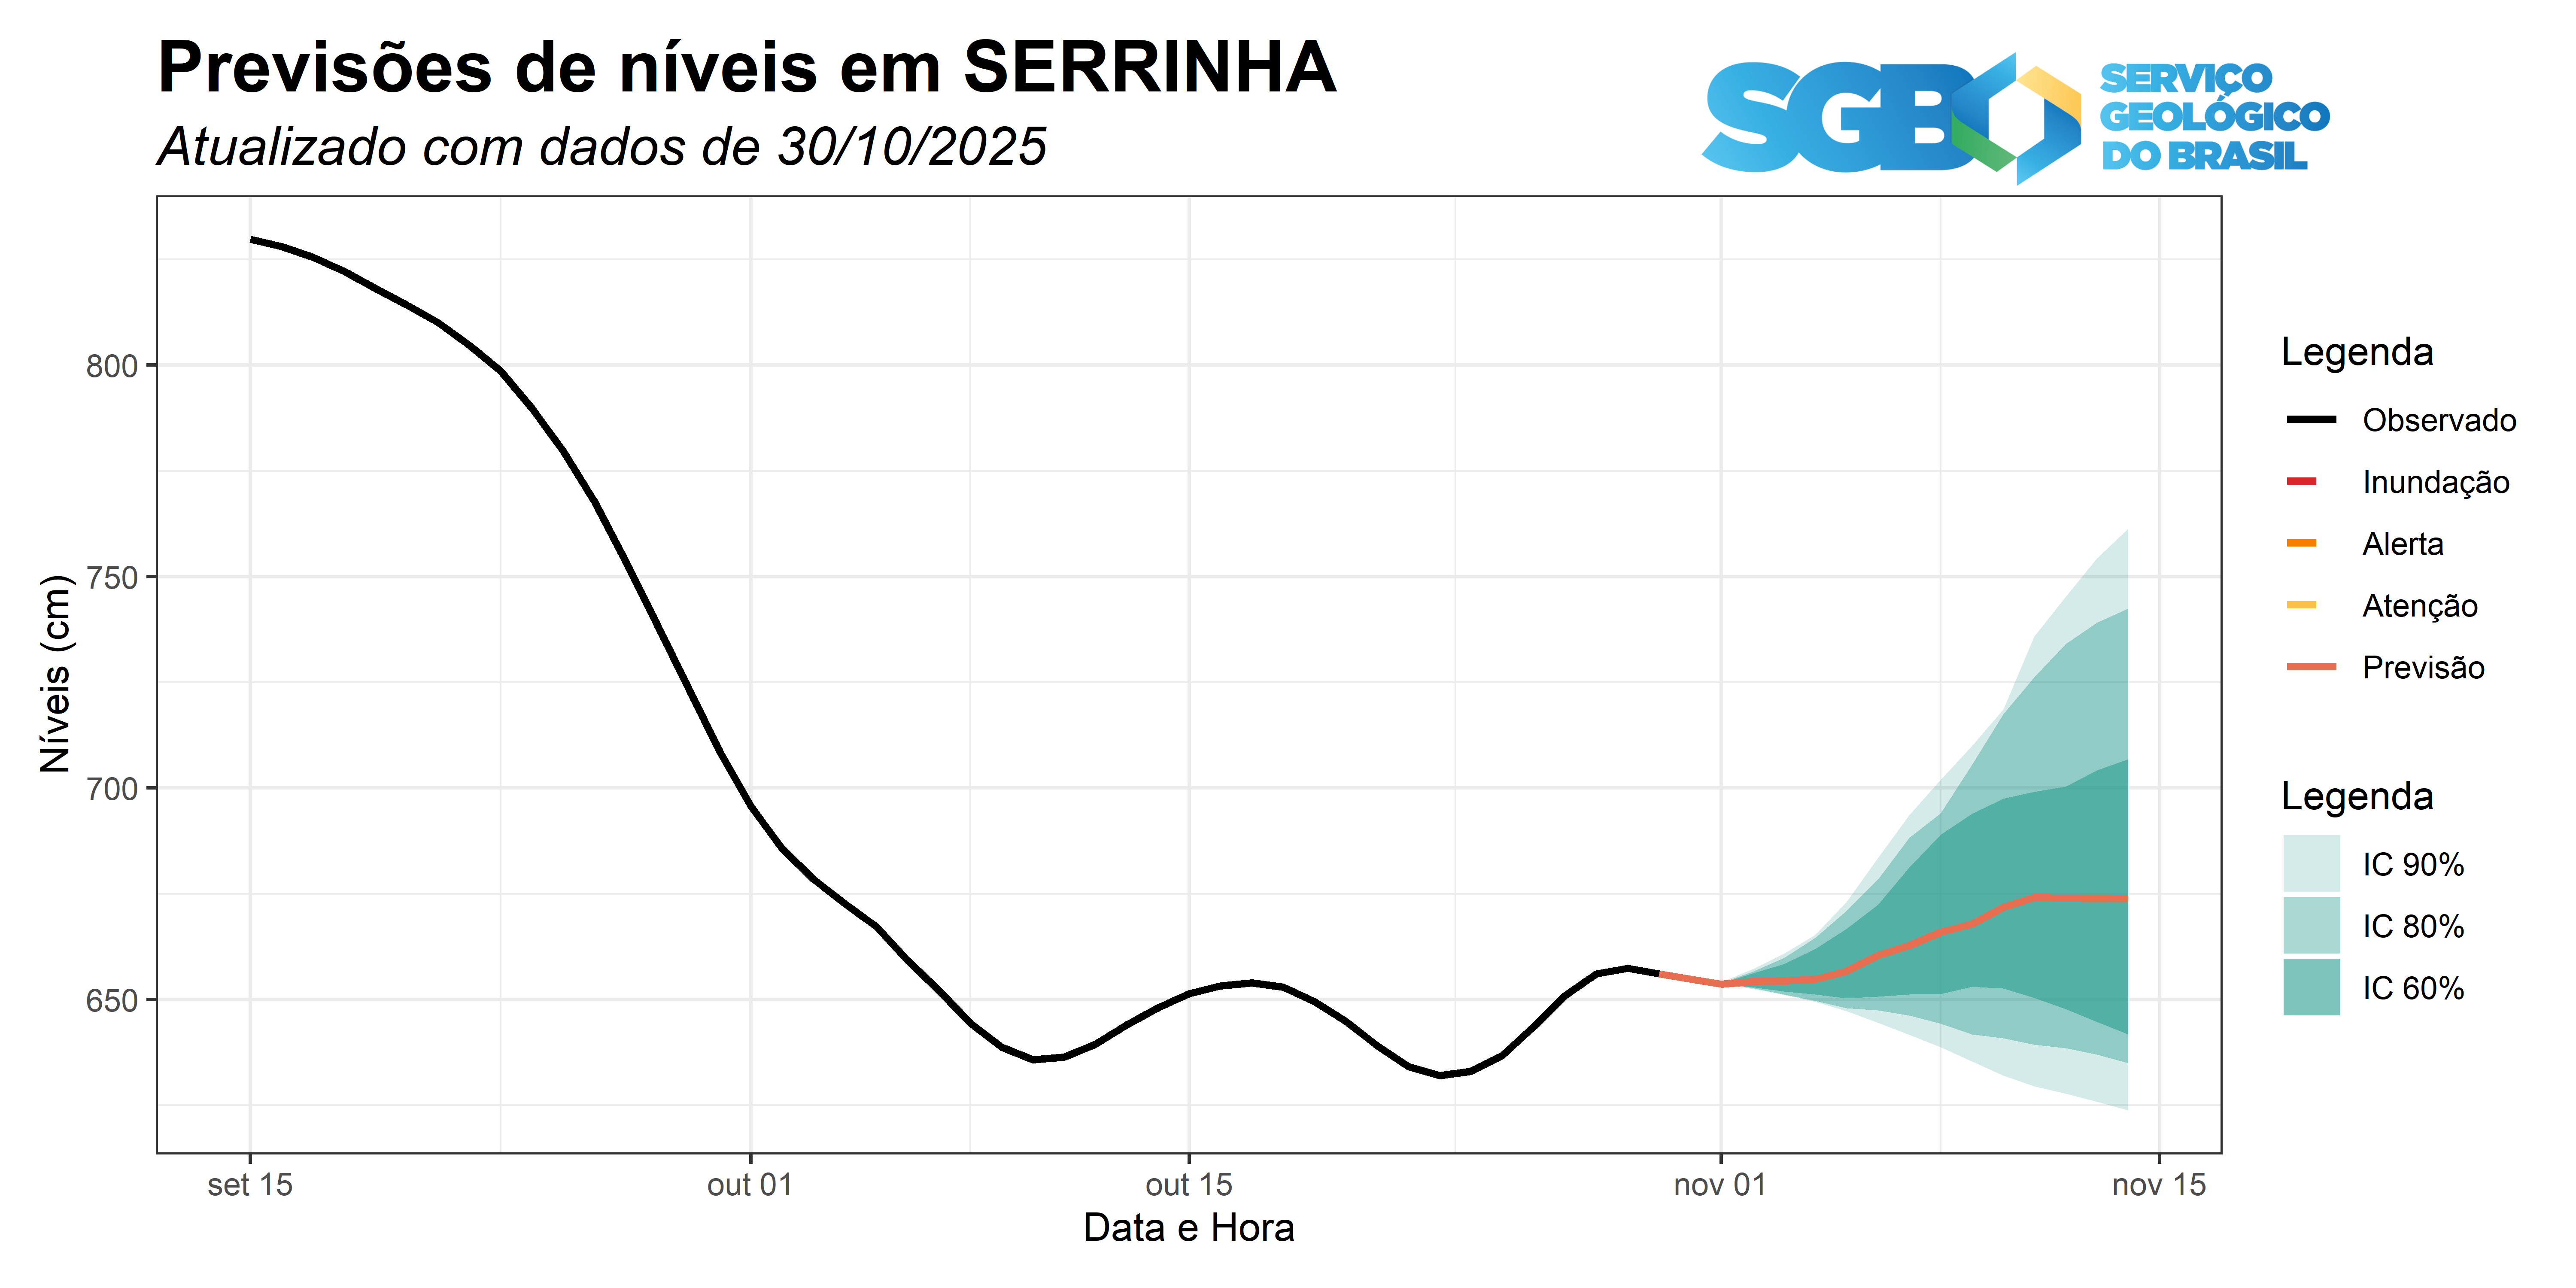 Previsões de níveis em SERRINHA
Atualizado com dados de 30/10/2025
SGB
SERVIÇO
GEOLÓGICO
DO BRASIL
Níveis (cm)
800
750
700
650
set 15
out 01
out 15
nov 01
nov 15
Data e Hora
Legenda
Observado
Inundação
Alerta
Atenção
Previsão
Legenda
IC 90%
IC 80%
IC 60%